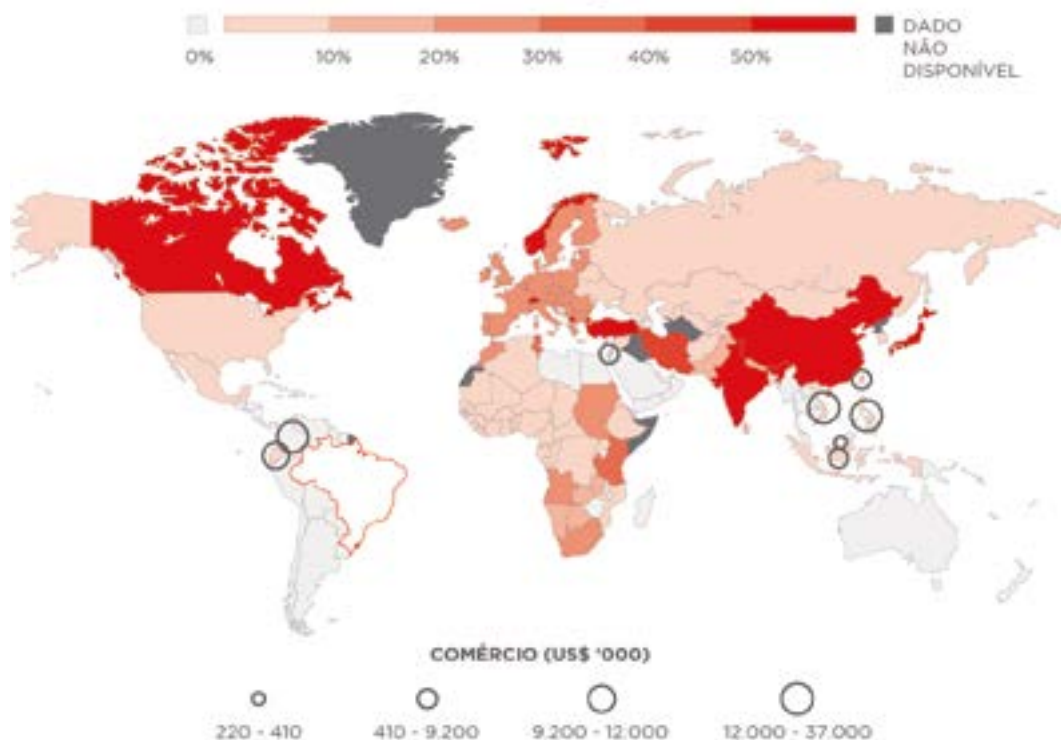 0% 10% 20% 30% 40% 50% DADO
NÃO
DISPONÍVEL
COMÉRCIO (US$ '000)
220 - 410 410 - 9.200 9.200 - 12.000 12.000 - 37.000